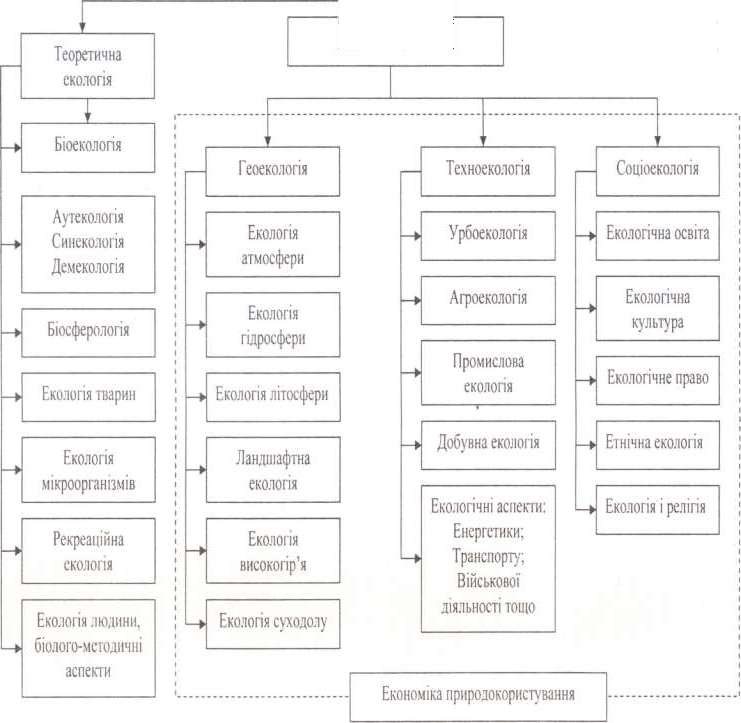 Теоретична
екологія
Біоекологія
Аутекологія
Синекологія
Демекологія
Біосферологія
Екологія тварин
Екологія
мікроорганізмів
Рекреаційна
екологія
Екологія людини,
біолого-методичні
аспекти
Геоекологія
Екологія
атмосфери
Екологія
гідросфери
Екологія літосфери
Ландшафтна
екологія
Екологія
високогір’я
Екологія суходолу
Техноекологія
Урбоекологія
Агроекологія
Промислова
екологія
Добувна екологія
Екологічні аспекти:
Енергетики;
Транспорту;
Військової
діяльності тощо
Соціоекологія
Екологічна освіта
Екологічна
культура
Екологічне право
Етнічна екологія
Екологія і релігія
Економіка природокористування